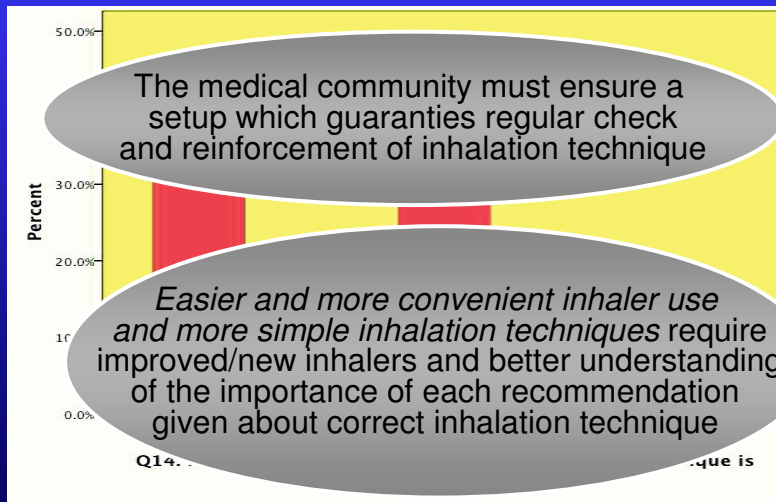 50.0%
The medical community must ensure a
setup which guaranties regular check
and reinforcement of inhalation technique
30.0%
Percent
20.0%
Easier and more convenient inhaler use
and more simple inhalation techniques require
improved/new inhalers and better understanding
of the importance of each recommendation
given about correct inhalation technique
0.0%
Q14. que is